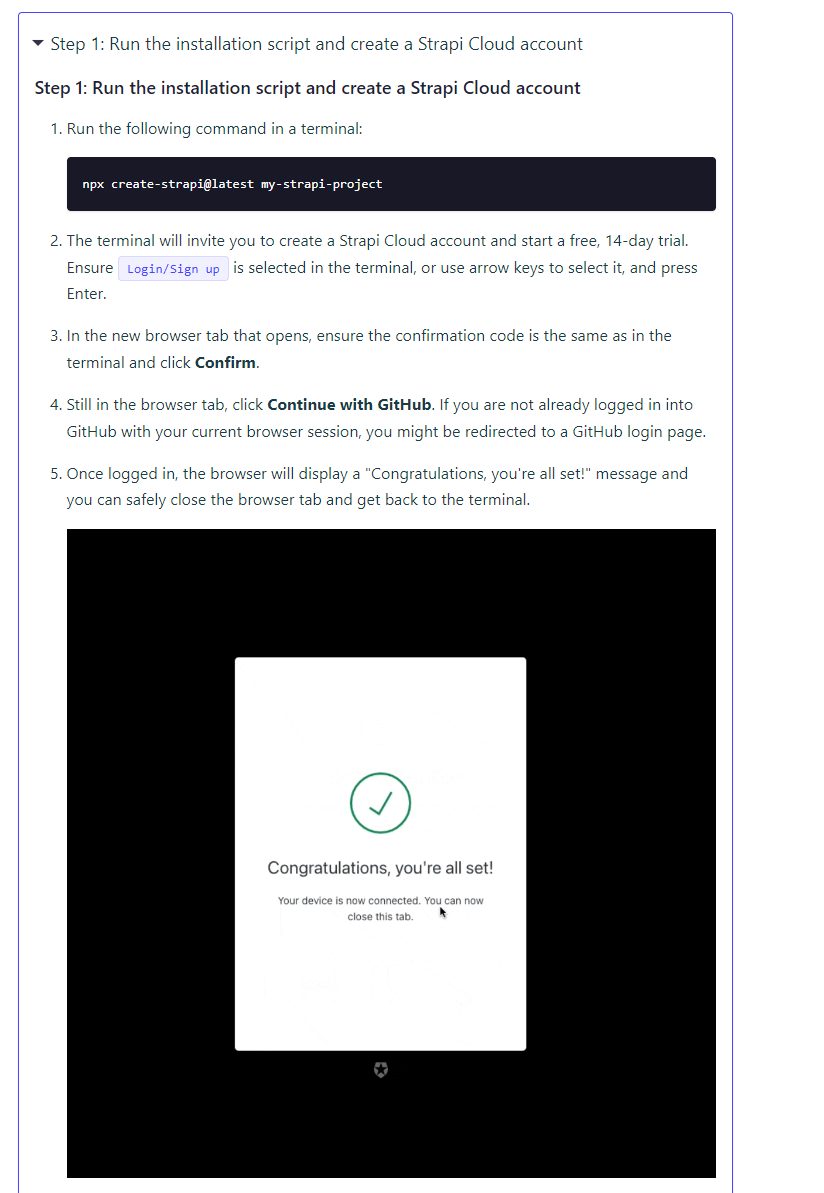 Step 1: Run the installation script and create a Strapi Cloud account
Step 1: Run the installation script and create a Strapi Cloud account
1. Run the following command in a terminal:
npx create-strapi@latest my-strapi-project
2. The terminal will invite you to create a Strapi Cloud account and start a free, 14-day trial.
Ensure Login/Sign up is selected in the terminal, or use arrow keys to select it, and press
Enter.
3. In the new browser tab that opens, ensure the confirmation code is the same as in the
terminal and click Confirm.
4. Still in the browser tab, click Continue with GitHub. If you are not already logged in into
GitHub with your current browser session, you might be redirected to a GitHub login page.
5. Once logged in, the browser will display a "Congratulations, you're all set!" message and
you can safely close the browser tab and get back to the terminal.
Congratulations, you're all set!
Your device is now connected. You can now
close this tab.